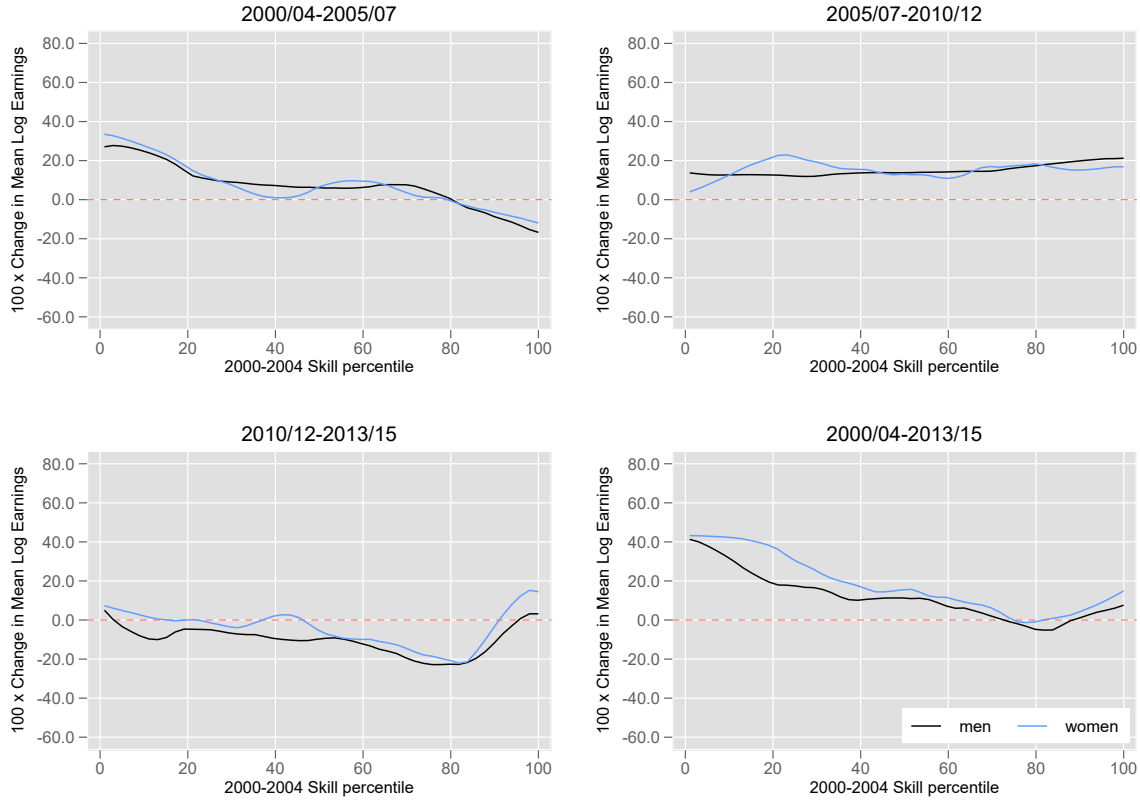 2000/04-2005/07
100 x Change in Mean Log Earnings
80.0
60.0
40.0
20.0
0.0
-20.0
-40.0
-60.0
0 20 40 60 80 100
2000-2004 Skill percentile
2005/07-2010/12
100 x Change in Mean Log Earnings
80.0
60.0
40.0
20.0
0.0
-20.0
-40.0
-60.0
0 20 40 60 80 100
2000-2004 Skill percentile
2010/12-2013/15
100 x Change in Mean Log Earnings
80.0
60.0
40.0
20.0
0.0
-20.0
-40.0
-60.0
0 20 40 60 80 100
2000-2004 Skill percentile
2000/04-2013/15
100 x Change in Mean Log Earnings
80.0
60.0
40.0
20.0
0.0
-20.0
-40.0
-60.0
men women
0 20 40 60 80 100
2000-2004 Skill percentile